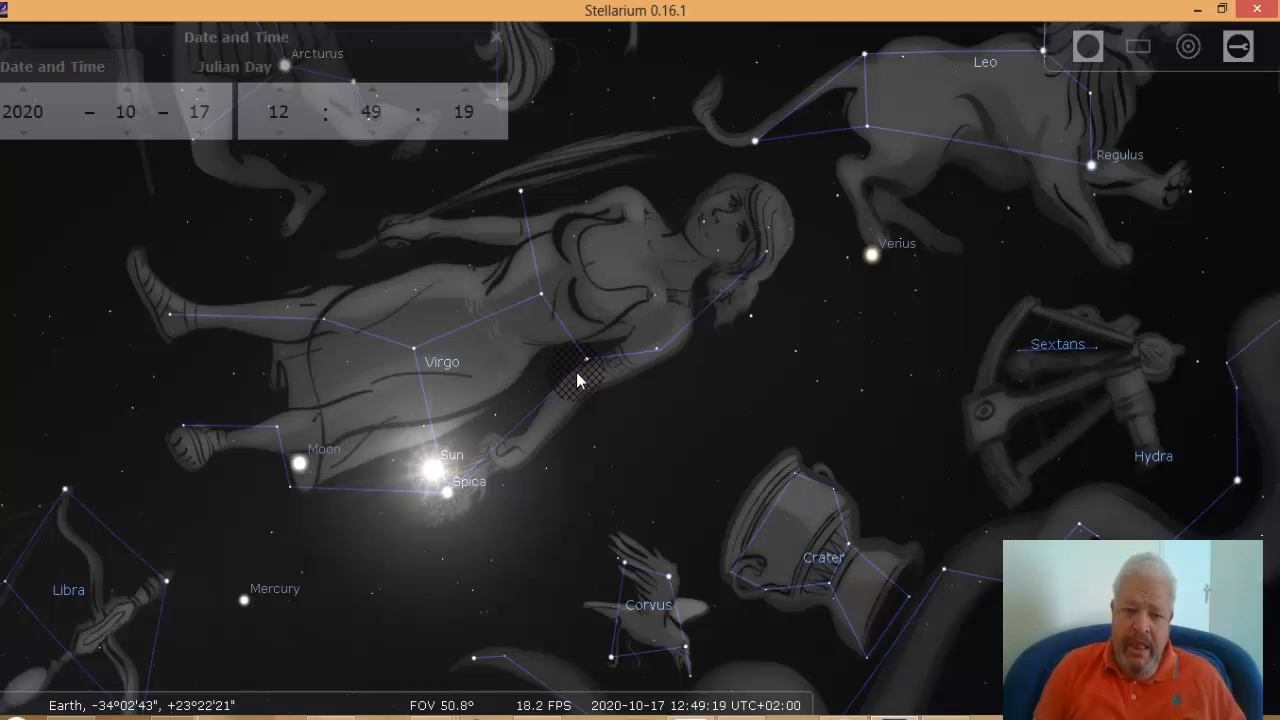 Stellarium 0.16.1
Date and Time
Arcturus
Date and Time
Julian Day
2020 - 10 - 17 12 : 49 : 19
Leo
Regulus
Venus
Sextans
Virgo
Moon
Sun
Spica
Hydra
Crater
Mercury
Libra
Corvus
Earth, -34°02'43", +23°22'21"
FOV 50.8°
18.2 FPS
2020-10-17 12:49:19 UTC+02:00